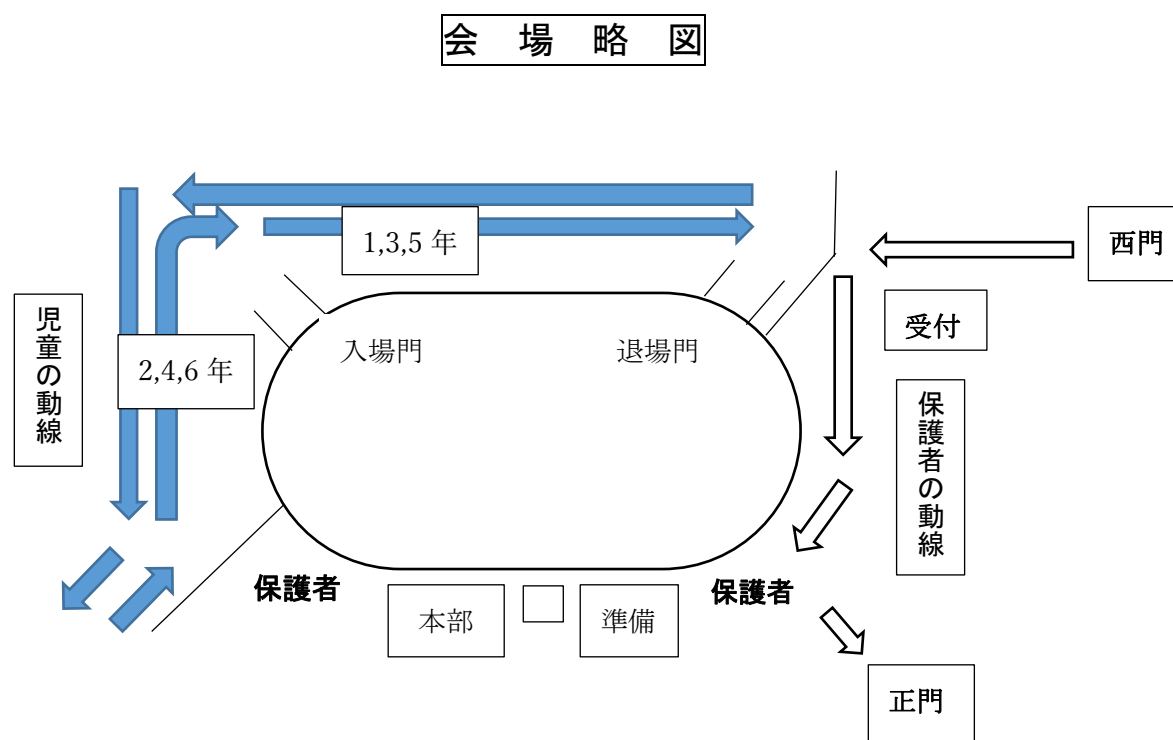 会　場　略　図
1,3,5 年
西門
児童の動線
受付
入場門
退場門
2,4,6 年
保護者の動線
保護者
本部
準備
保護者
正門